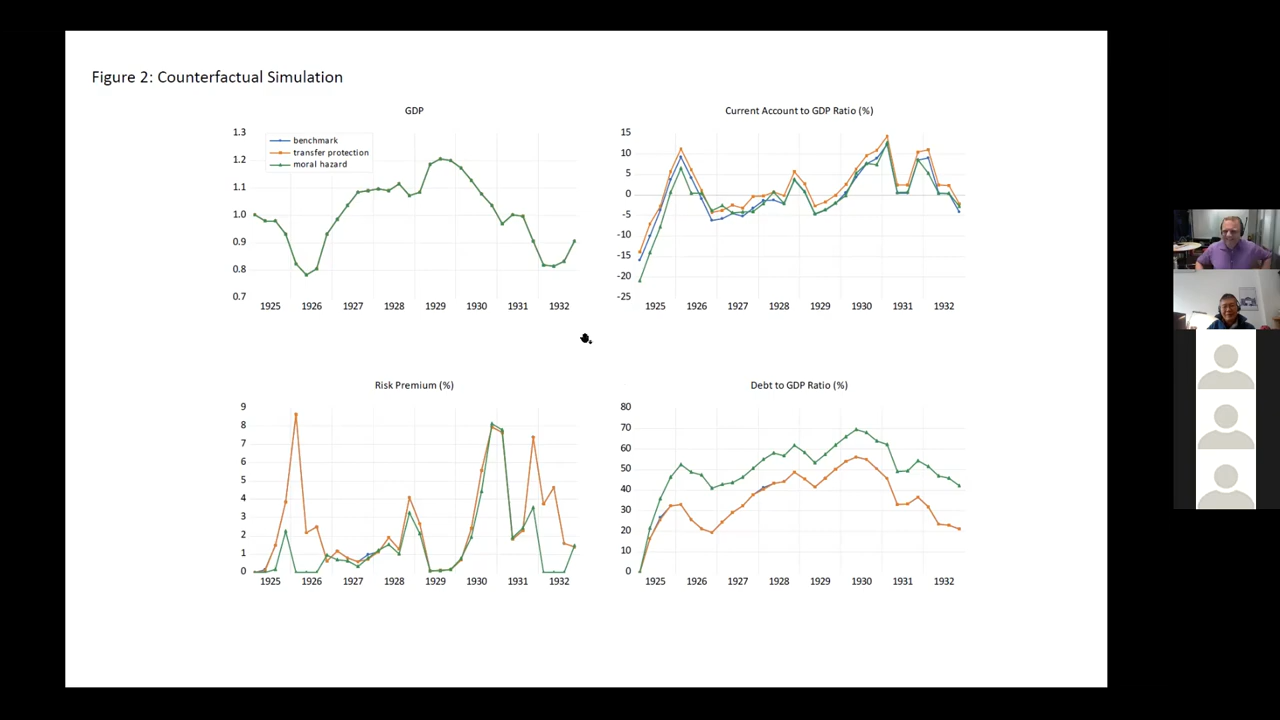 Figure 2: Counterfactual Simulation
GDP
1.3
1.2
1.1
1.0
0.9
0.8
0.7
benchmark
transfer protection
moral hazard
1925 1926 1927 1928 1929 1930 1931 1932
Current Account to GDP Ratio (%)
15
10
5
0
-5
-10
-15
-20
-25
1925 1926 1927 1928 1929 1930 1931 1932
Risk Premium (%)
9
8
7
6
5
4
3
2
1
0
1925 1926 1927 1928 1929 1930 1931 1932
Debt to GDP Ratio (%)
80
70
60
50
40
30
20
10
0
1925 1926 1927 1928 1929 1930 1931 1932